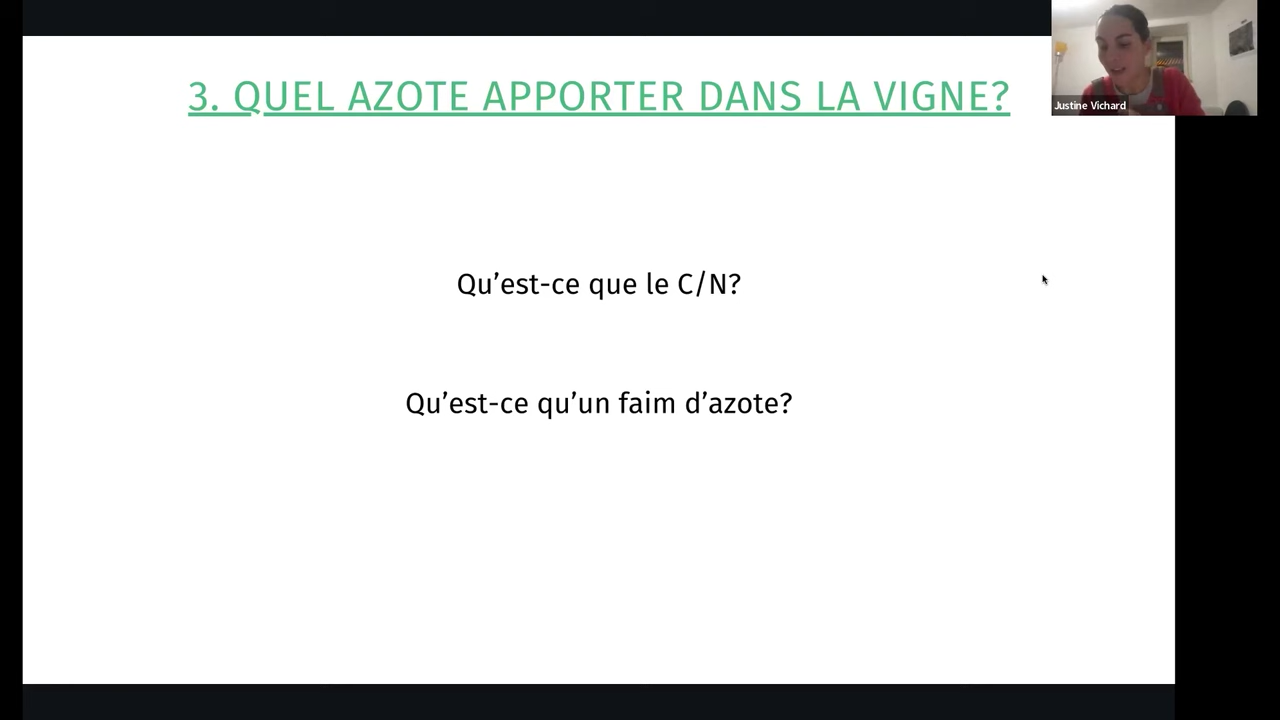 3. QUEL AZOTE APPORTER DANS LA VIGNE?
Justine Vichard
Qu’est-ce que le C/N?
Qu’est-ce qu’un faim d’azote?